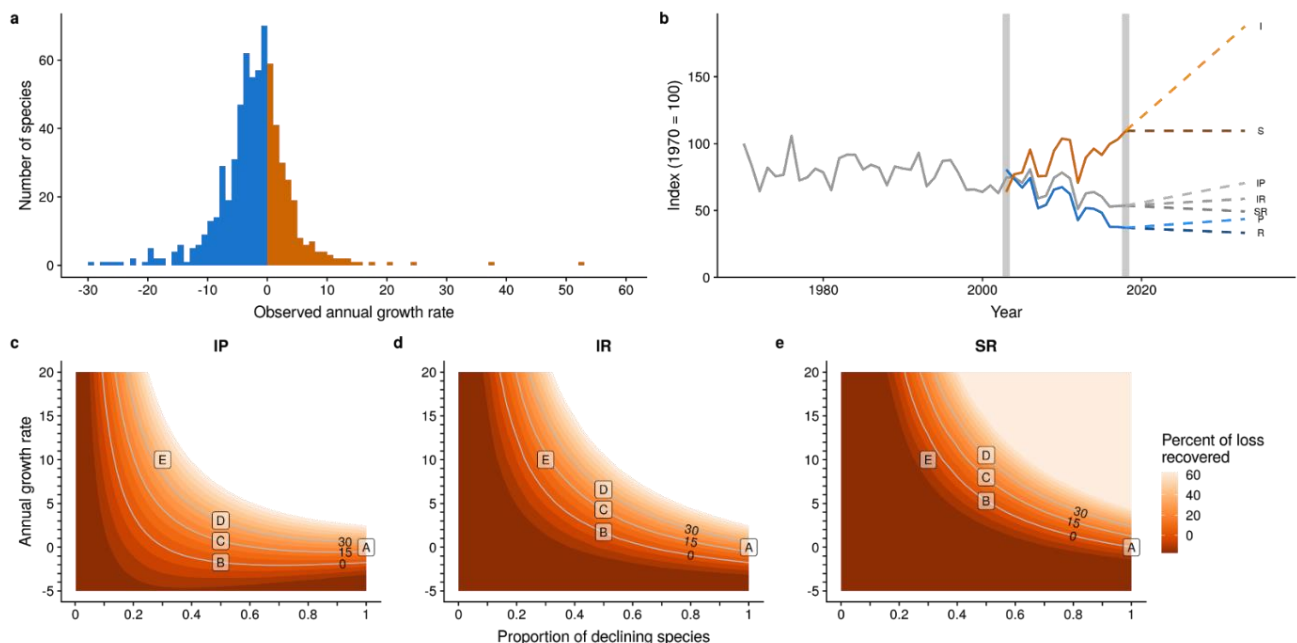 a
60
40
20
0
Number of species
-30 -20 -10 0 10 20 30 40 50 60
Observed annual growth rate
b
150
100
50
0
Index (1970 = 100)
I
S
IP
IR
SR
P
R
1980 2000 2020
Year
c IP
20
15
10
5
0
-5
Annual growth rate
E
D
C
B
A
30
15
0
0 0.2 0.4 0.6 0.8 1
d IR
20
15
10
5
0
-5
E
D
C
B
A
30
15
0
0 0.2 0.4 0.6 0.8 1
Proportion of declining species
e SR
20
15
10
5
0
-5
E
D
C
B
A
30
15
0
0 0.2 0.4 0.6 0.8 1
Percent of loss
recovered
60
40
20
0